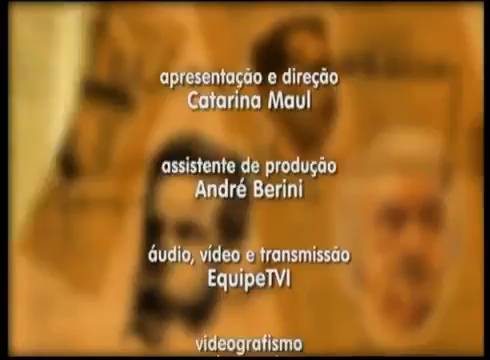 apresentação e direção
Catarina Maul
assistente de produção
André Berini
áudio, vídeo e transmissão
EquipeTVI
videografismo